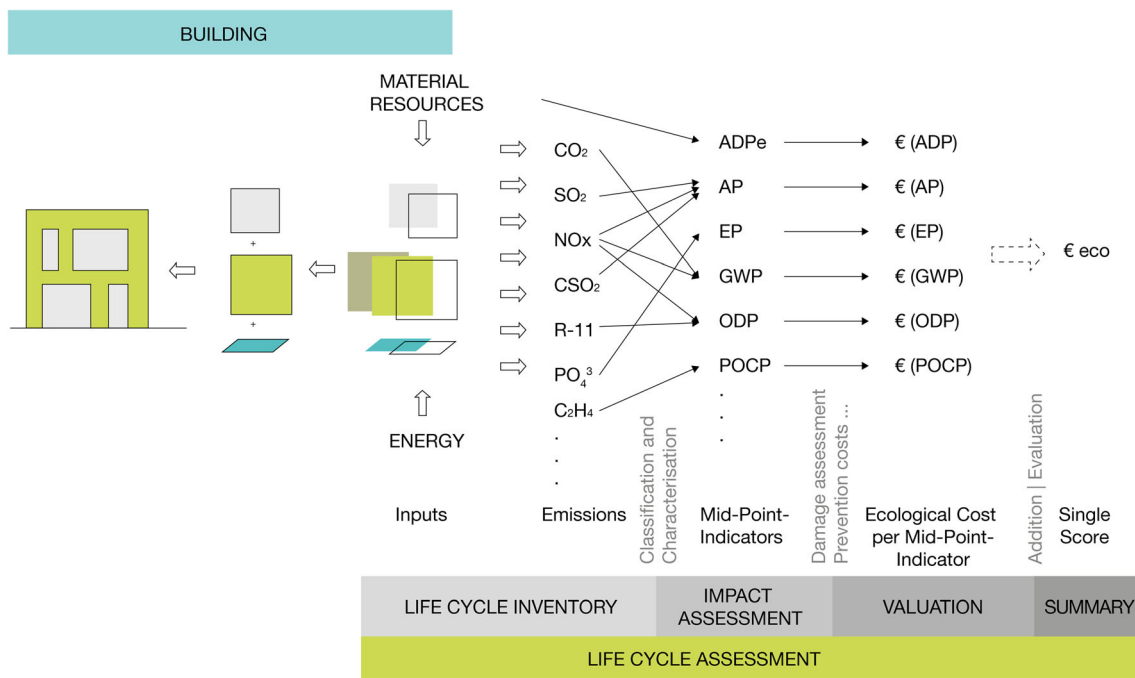 BUILDING
MATERIAL
RESOURCES
CO₂
SO₂
NOx
CSO₂
R-11
PO₄³
C₂H₄
.
.
.
ADPe
AP
EP
GWP
ODP
POCP
.
.
.
€ (ADP)
€ (AP)
€ (EP)
€ (GWP)
€ (ODP)
€ (POCP)
€ eco
+
+
ENERGY
Classification and
Characterisation
Damage assessment
Prevention costs ...
Addition | Evaluation
Inputs
Emissions
Mid-Point-
Indicators
Ecological Cost
per Mid-Point-
Indicator
Single
Score
LIFE CYCLE INVENTORY
IMPACT
ASSESSMENT
VALUATION
SUMMARY
LIFE CYCLE ASSESSMENT